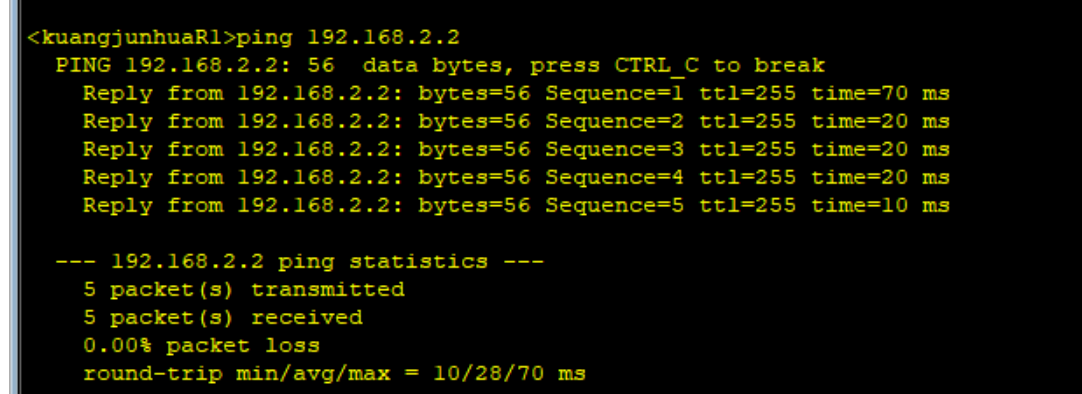 <kuangjunhuaR1>ping 192.168.2.2
PING 192.168.2.2: 56  data bytes, press CTRL_C to break
Reply from 192.168.2.2: bytes=56 Sequence=1 ttl=255 time=70 ms
Reply from 192.168.2.2: bytes=56 Sequence=2 ttl=255 time=20 ms
Reply from 192.168.2.2: bytes=56 Sequence=3 ttl=255 time=20 ms
Reply from 192.168.2.2: bytes=56 Sequence=4 ttl=255 time=20 ms
Reply from 192.168.2.2: bytes=56 Sequence=5 ttl=255 time=10 ms
--- 192.168.2.2 ping statistics ---
5 packet(s) transmitted
5 packet(s) received
0.00% packet loss
round-trip min/avg/max = 10/28/70 ms